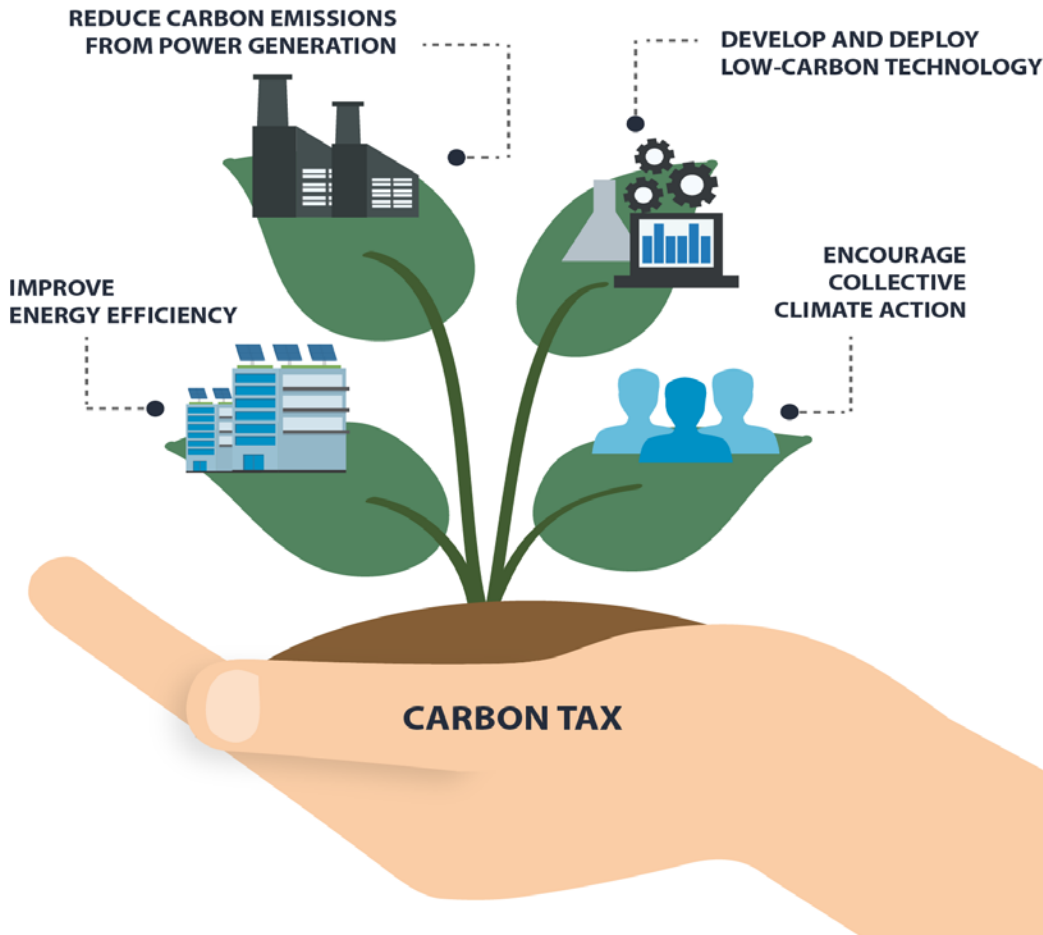 REDUCE CARBON EMISSIONS
FROM POWER GENERATION
DEVELOP AND DEPLOY
LOW-CARBON TECHNOLOGY
IMPROVE
ENERGY EFFICIENCY
ENCOURAGE
COLLECTIVE
CLIMATE ACTION
CARBON TAX